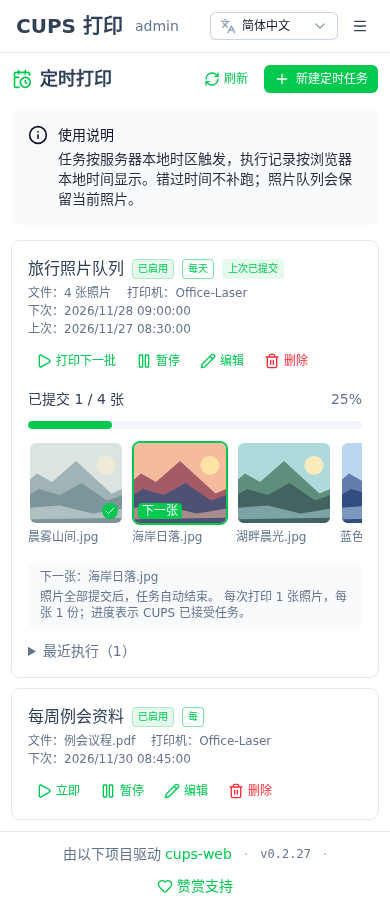 CUPS 打印 admin 简体中文
定时打印 刷新 新建定时任务
使用说明
任务按服务器本地时区触发，执行记录按浏览器
本地时间显示。错过时间不补跑；照片队列会保
留当前照片。
旅行照片队列 已启用 每天 上次已提交
文件：4 张照片 打印机：Office-Laser
下次：2026/11/28 09:00:00
上次：2026/11/27 08:30:00
打印下一批 暂停 编辑 删除
已提交 1 / 4 张 25%
下一张
晨雾山间.jpg 海岸日落.jpg 湖畔晨光.jpg 蓝色
下一张：海岸日落.jpg
照片全部提交后，任务自动结束。 每次打印 1 张照片，每
张 1 份；进度表示 CUPS 已接受任务。
最近执行（1）
每周例会资料 已启用 每
文件：例会议程.pdf 打印机：Office-Laser
下次：2026/11/30 08:45:00
立即 暂停 编辑 删除
由以下项目驱动 cups-web · v0.2.27 ·
赞赏支持